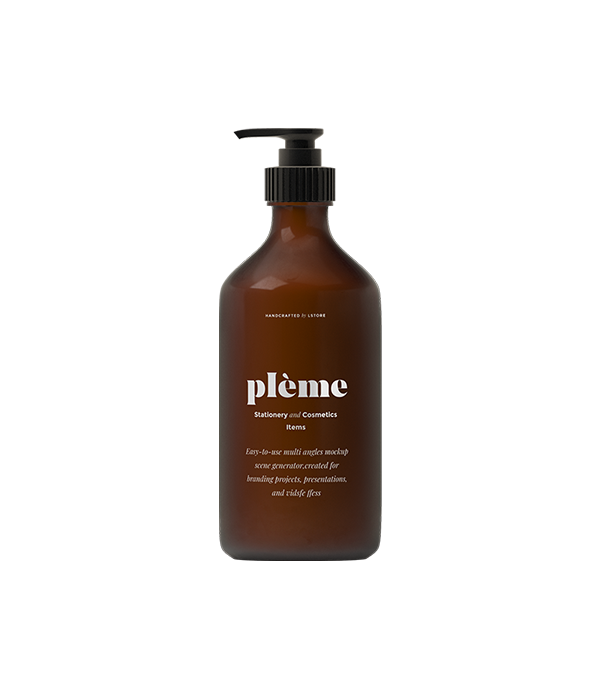 HANDCRAFTED by LSTORE
plème
Stationery and Cosmetics
Items
Easy-to-use multi angles mockup
scene generator,created for
branding projects, presentations,
and vidsfe ffess